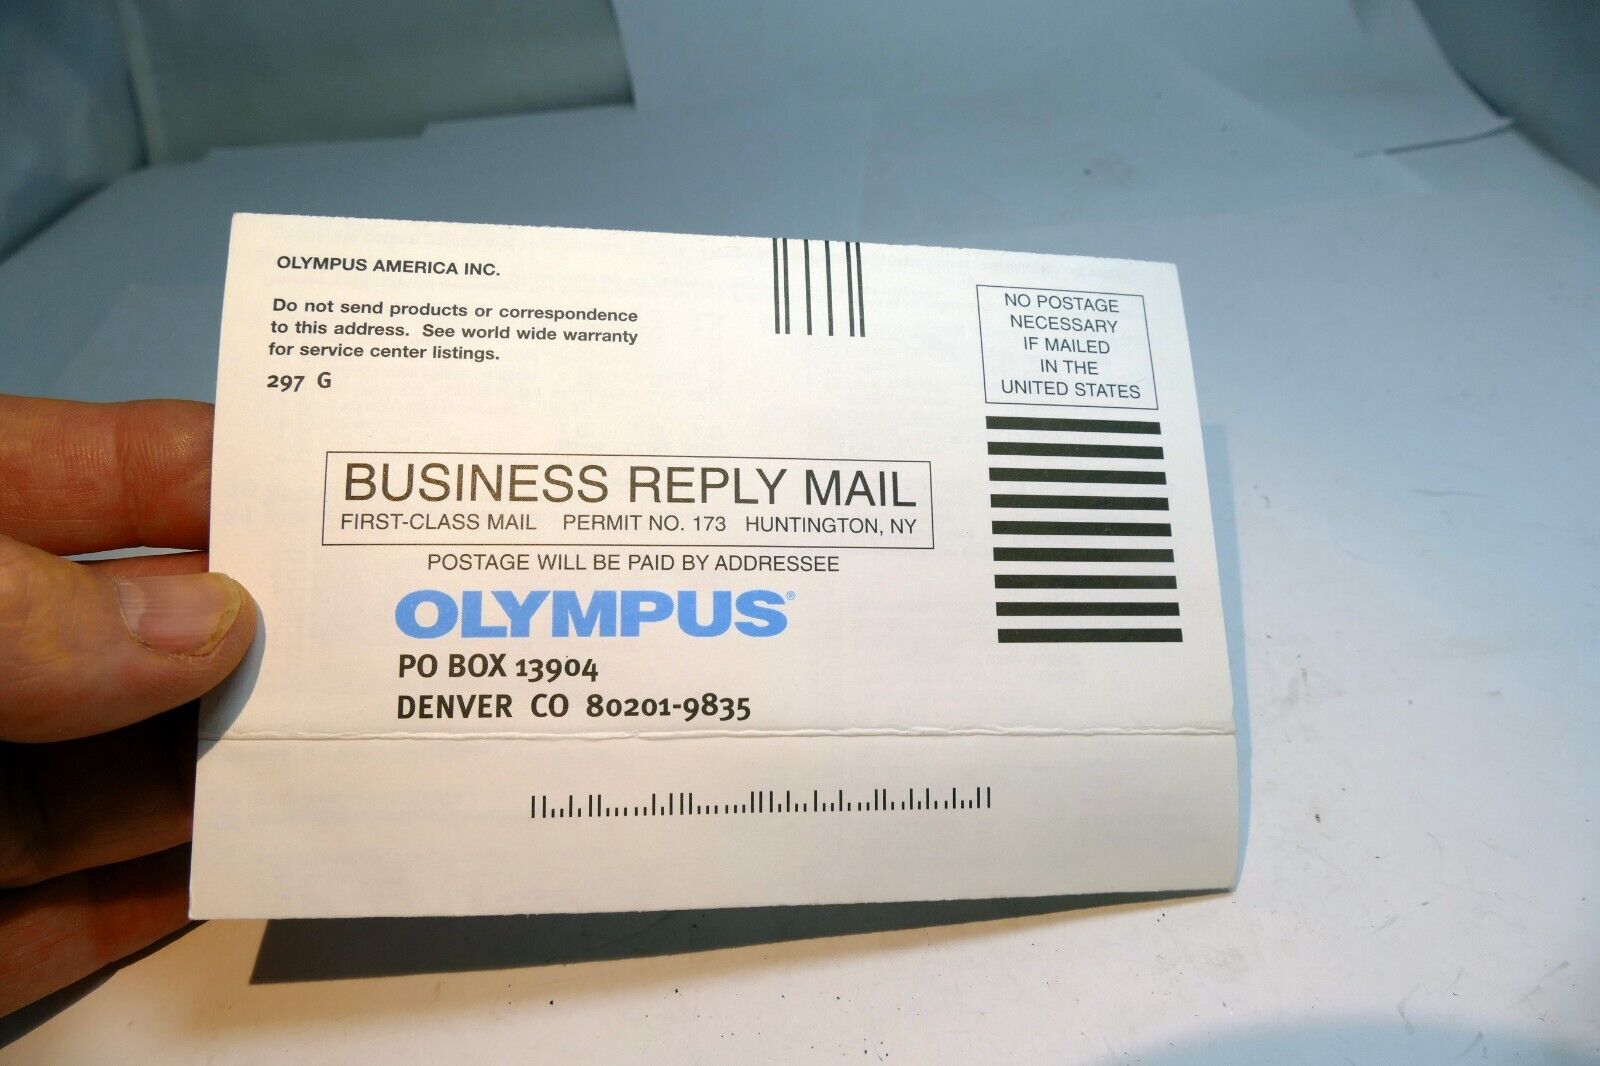 OLYMPUS AMERICA INC.
Do not send products or correspondence
to this address. See world wide warranty
for service center listings.
297 G
NO POSTAGE
NECESSARY
IF MAILED
IN THE
UNITED STATES
BUSINESS REPLY MAIL
FIRST-CLASS MAIL PERMIT NO. 173 HUNTINGTON, NY
POSTAGE WILL BE PAID BY ADDRESSEE
OLYMPUS®
PO BOX 13904
DENVER CO 80201-9835